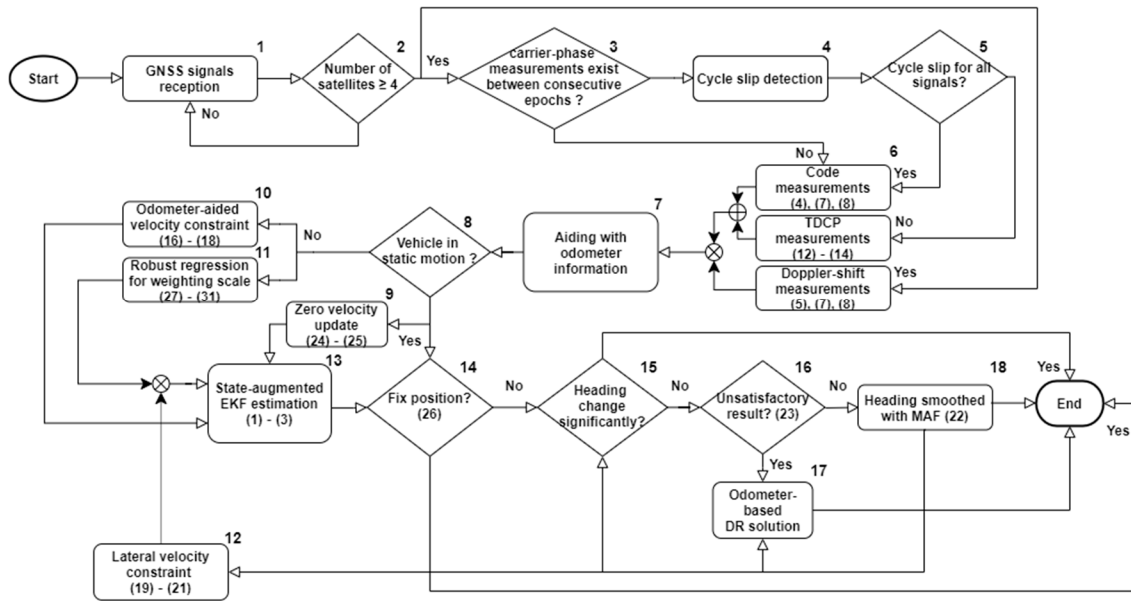 Start
1
GNSS signals
reception
No
2
Number of
satellites ≥ 4
Yes
3
carrier-phase
measurements exist
between consecutive
epochs ?
No
4
Cycle slip detection
5
Cycle slip for all
signals?
6
Yes
Code
measurements
(4), (7), (8)
No
TDCP
measurements
(12) - (14)
Yes
Doppler-shift
measurements
(5), (7), (8)
7
Aiding with
odometer
information
8
Vehicle in
static motion ?
No
Yes
9
Zero velocity
update
(24) - (25)
10
Odometer-aided
velocity constraint
(16) - (18)
11
Robust regression
for weighting scale
(27) - (31)
13
State-augmented
EKF estimation
(1) - (3)
14
Fix position?
(26)
No
15
Heading
change
significantly?
No
16
Unsatisfactory
result? (23)
No
Yes
17
Odometer-
based
DR solution
18
Heading smoothed
with MAF (22)
Yes
End
Yes
12
Lateral velocity
constraint
(19) - (21)